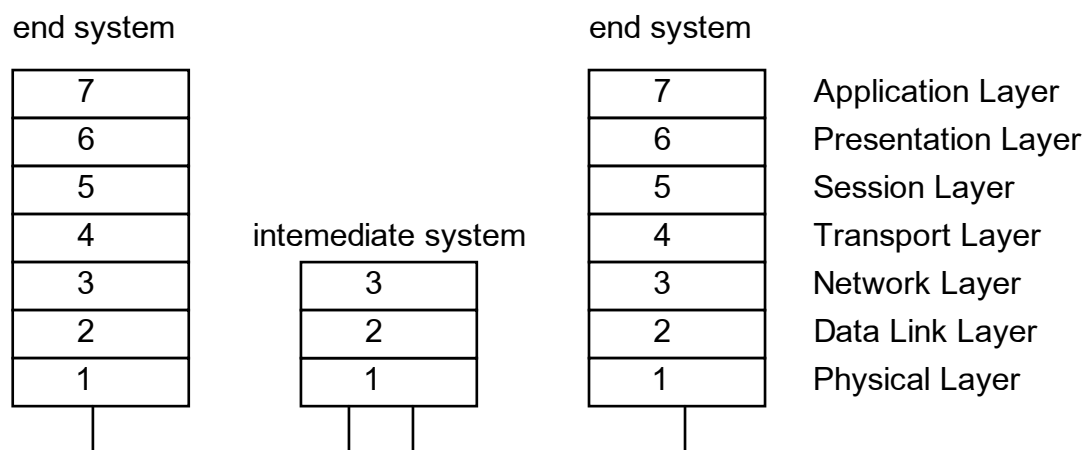 end system end system
7 7 Application Layer
6 6 Presentation Layer
5 5 Session Layer
4 intemediate system 4 Transport Layer
3 3 3 Network Layer
2 2 2 Data Link Layer
1 1 1 Physical Layer